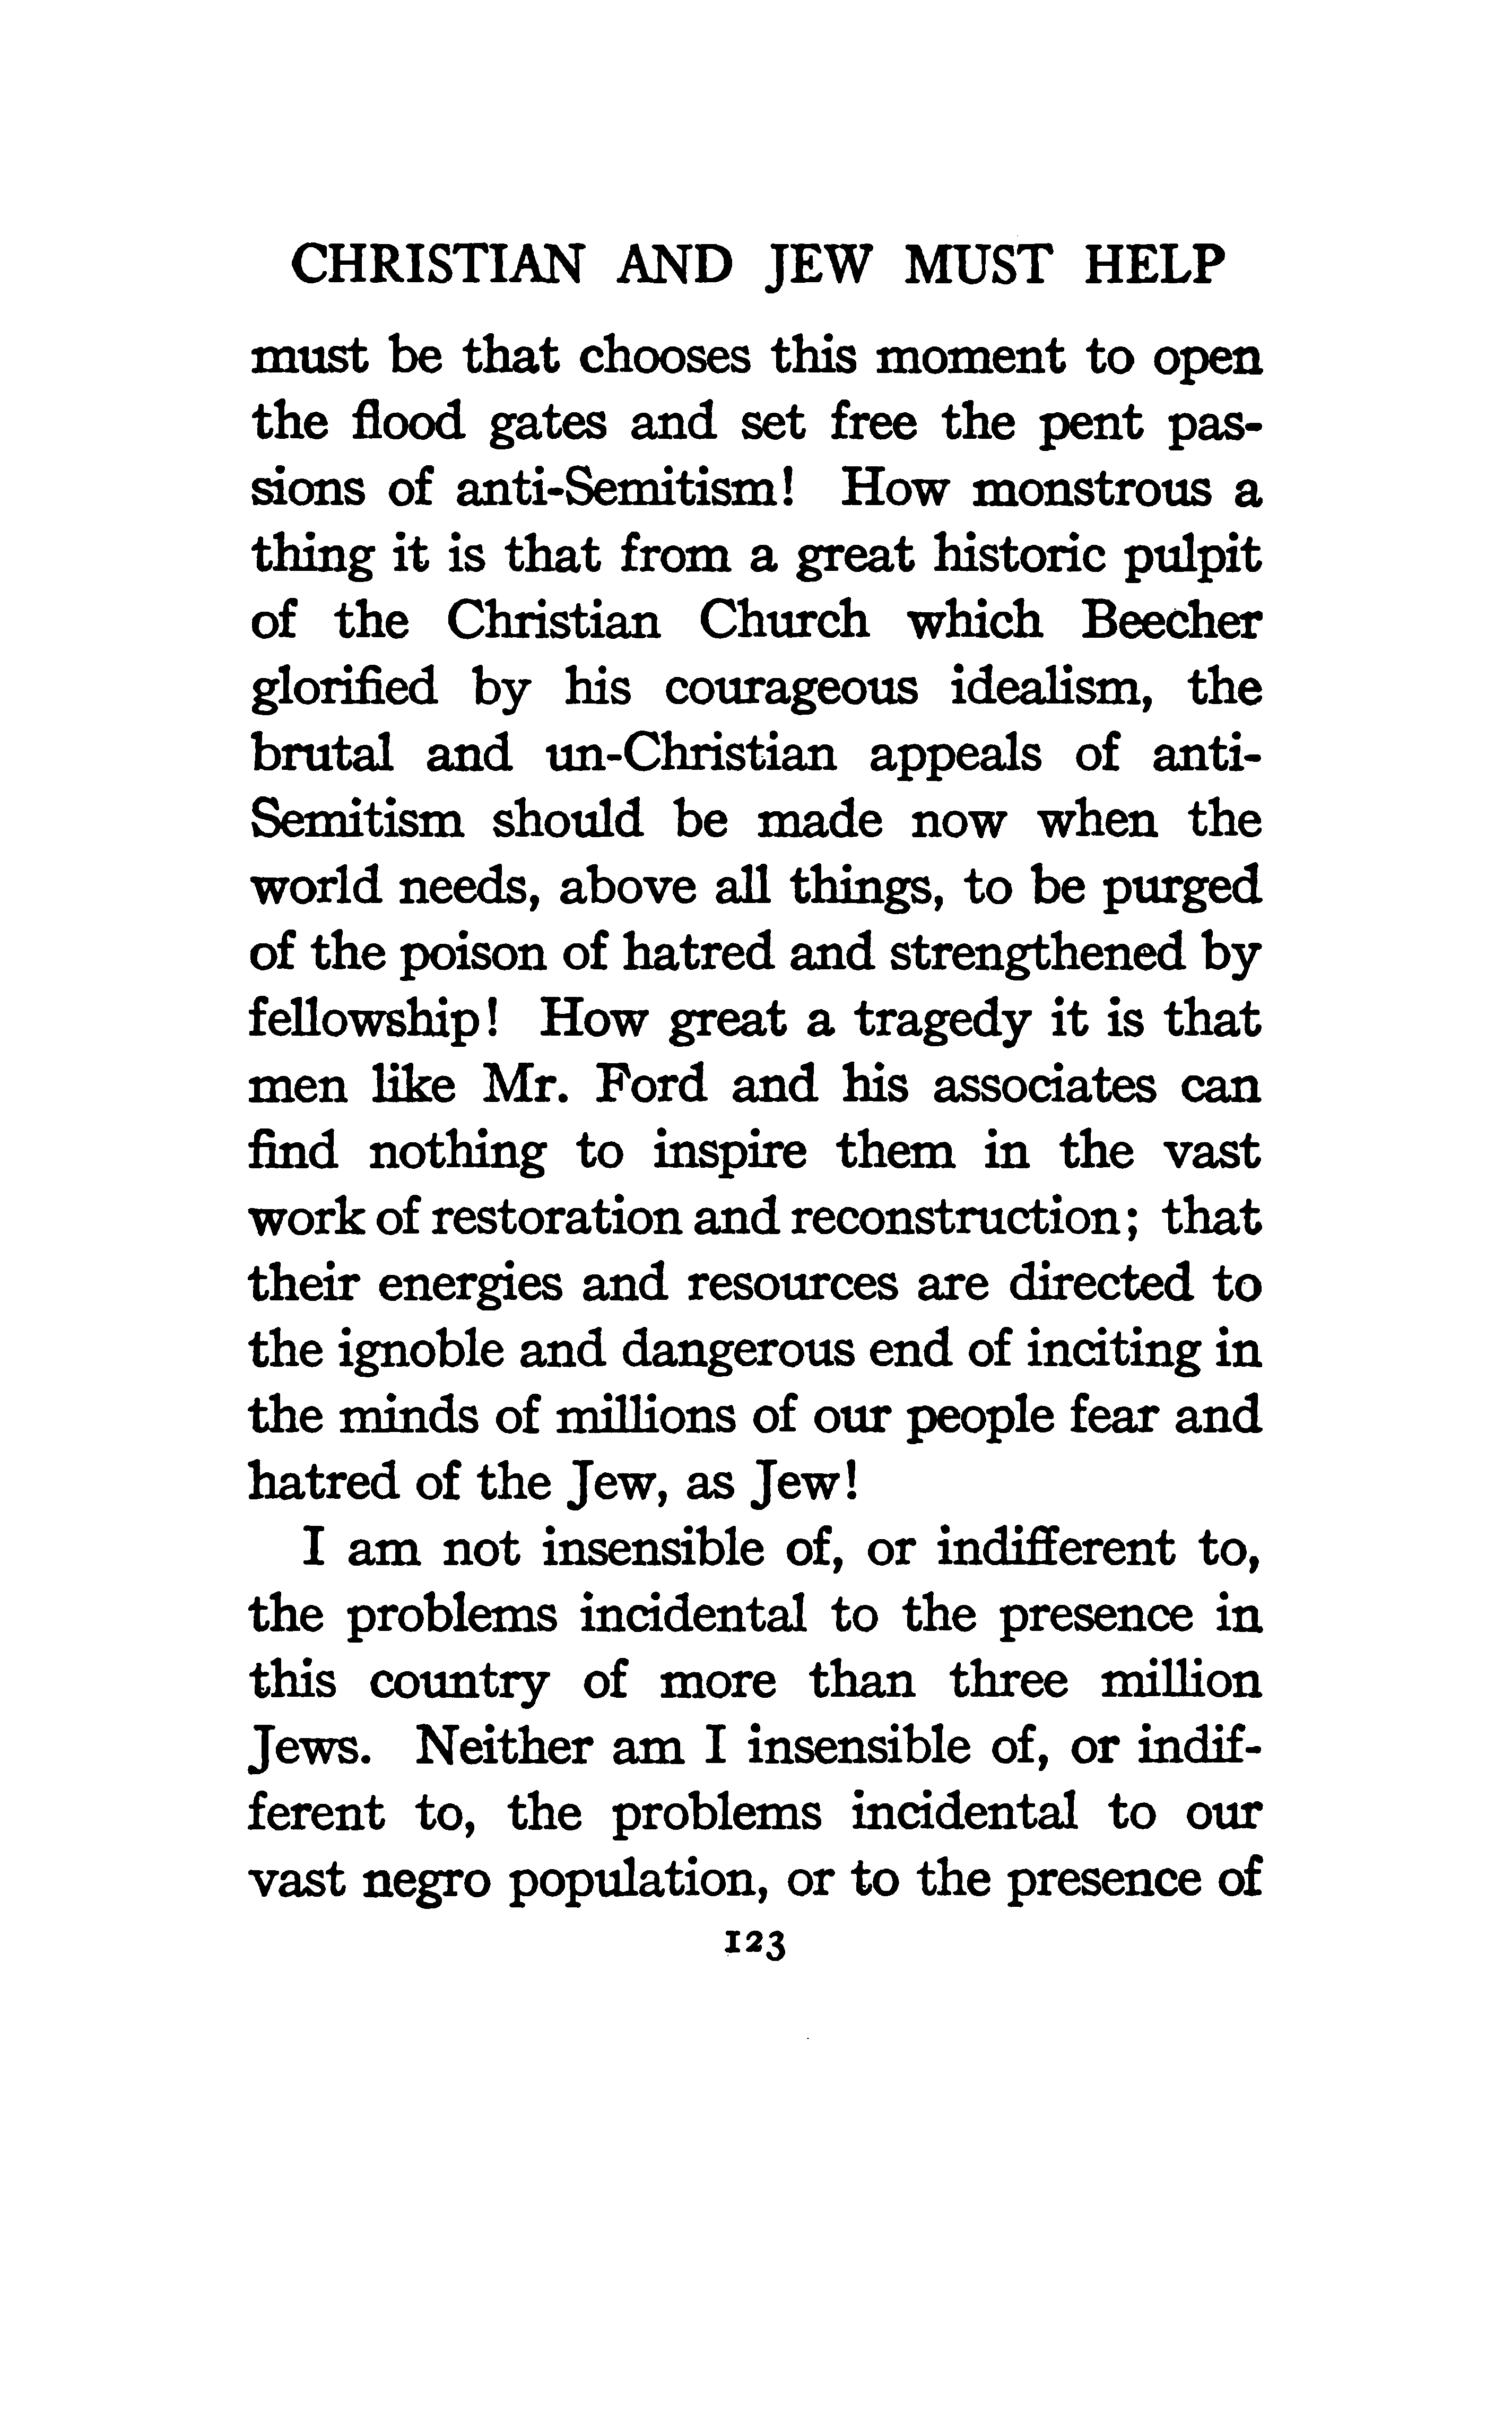 CHRISTIAN AND JEW MUST HELP
must be that chooses this moment to open
the flood gates and set free the pent pas-
sions of anti-Semitism! How monstrous a
thing it is that from a great historic pulpit
of the Christian Church which Beecher
glorified by his courageous idealism, the
brutal and un-Christian appeals of anti-
Semitism should be made now when the
world needs, above all things, to be purged
of the poison of hatred and strengthened by
fellowship! How great a tragedy it is that
men like Mr. Ford and his associates can
find nothing to inspire them in the vast
work of restoration and reconstruction; that
their energies and resources are directed to
the ignoble and dangerous end of inciting in
the minds of millions of our people fear and
hatred of the Jew, as Jew!
I am not insensible of, or indifferent to,
the problems incidental to the presence in
this country of more than three million
Jews. Neither am I insensible of, or indif-
ferent to, the problems incidental to our
vast negro population, or to the presence of
123